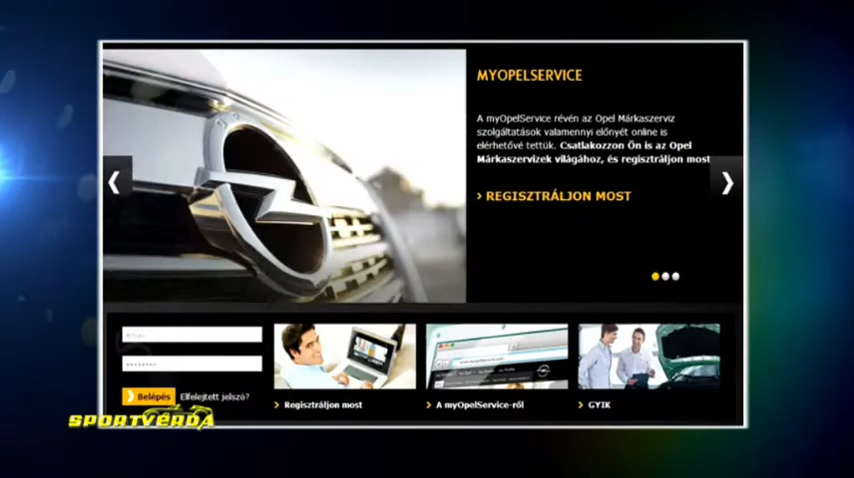 MYOPELSERVICE
A myOpelService révén az Opel Márkaszerviz
szolgáltatások valamennyi előnyét online is
elérhetővé tettük. Csatlakozzon Ön is az Opel
Márkaszervizek világához, és regisztráljon most
› REGISZTRÁLJON MOST
Belépés
Elfelejtett jelszó?
Regisztráljon most
A myOpelService-ről
GYIK
SPORTVERDA